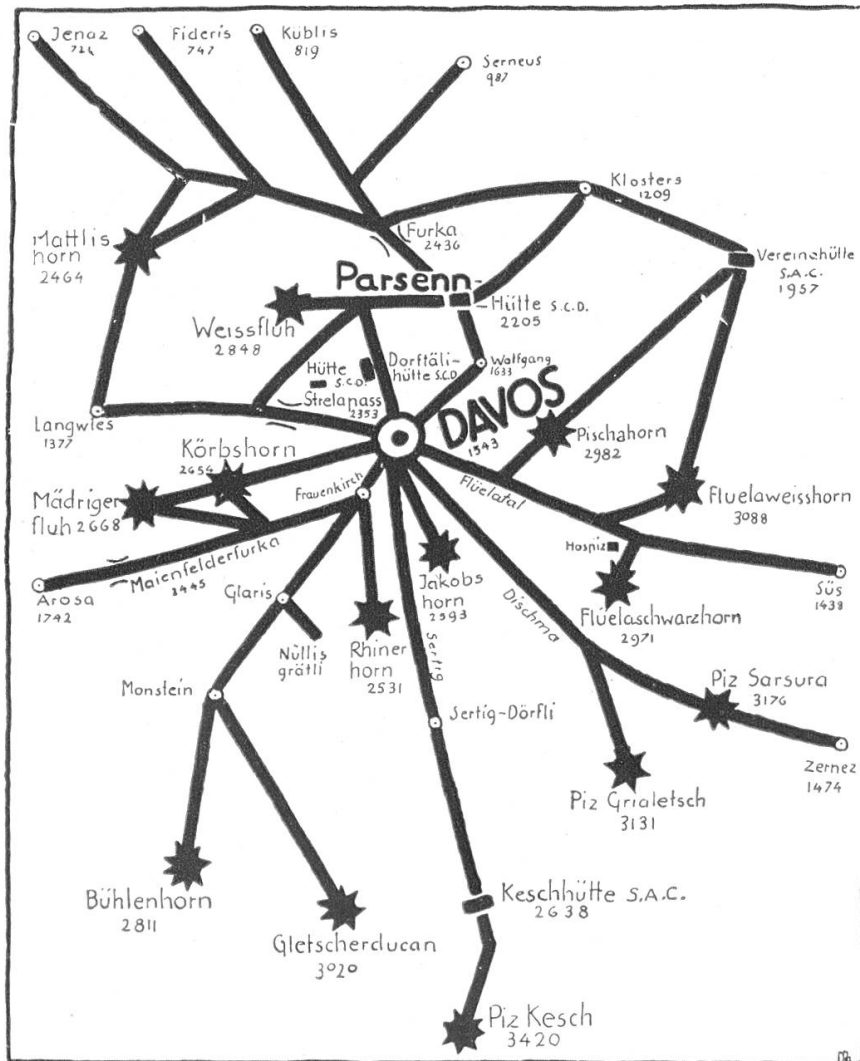 Jenaz
724
Fideris
747
Küblis
819
Serneus
987
Klosters
1209
Mattlis
horn
2464
Furka
2436
Vereinahütte
S.A.C.
1957
Parsenn-
Hütte S.C.D.
2205
Weissfluh
2848
Hütte
S.C.D.
Dorftäli-
hütte S.C.D.
Wolfgang
1633
Strelapass
2353
DAVOS
1543
Langwies
1377
Körbshorn
2654
Pischahorn
2982
Mädriger
fluh 2668
Frauenkirch
Flüelatal
Flüelaweisshorn
3088
Maienfelderfurka
2445
Hospiz
Arosa
1742
Glaris
Jakobs
horn
2593
Dischma
Süs
1438
Flüelaschwarzhorn
2971
Nüllis
grätli
Rhiner
horn
2531
Sertig
Monstein
Sertig-Dörfli
Piz Sarsura
3176
Zernez
1474
Piz Grialetsch
3131
Bühlenhorn
2811
Keschhütte S.A.C.
2638
Gletscherducan
3020
Piz Kesch
3420